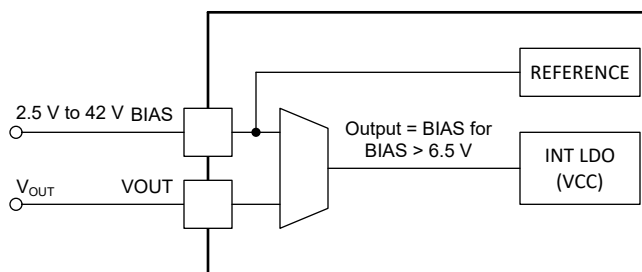 REFERENCE
2.5 V to 42 V BIAS
Output = BIAS for
BIAS > 6.5 V
INT LDO
(VCC)
VOUT VOUT